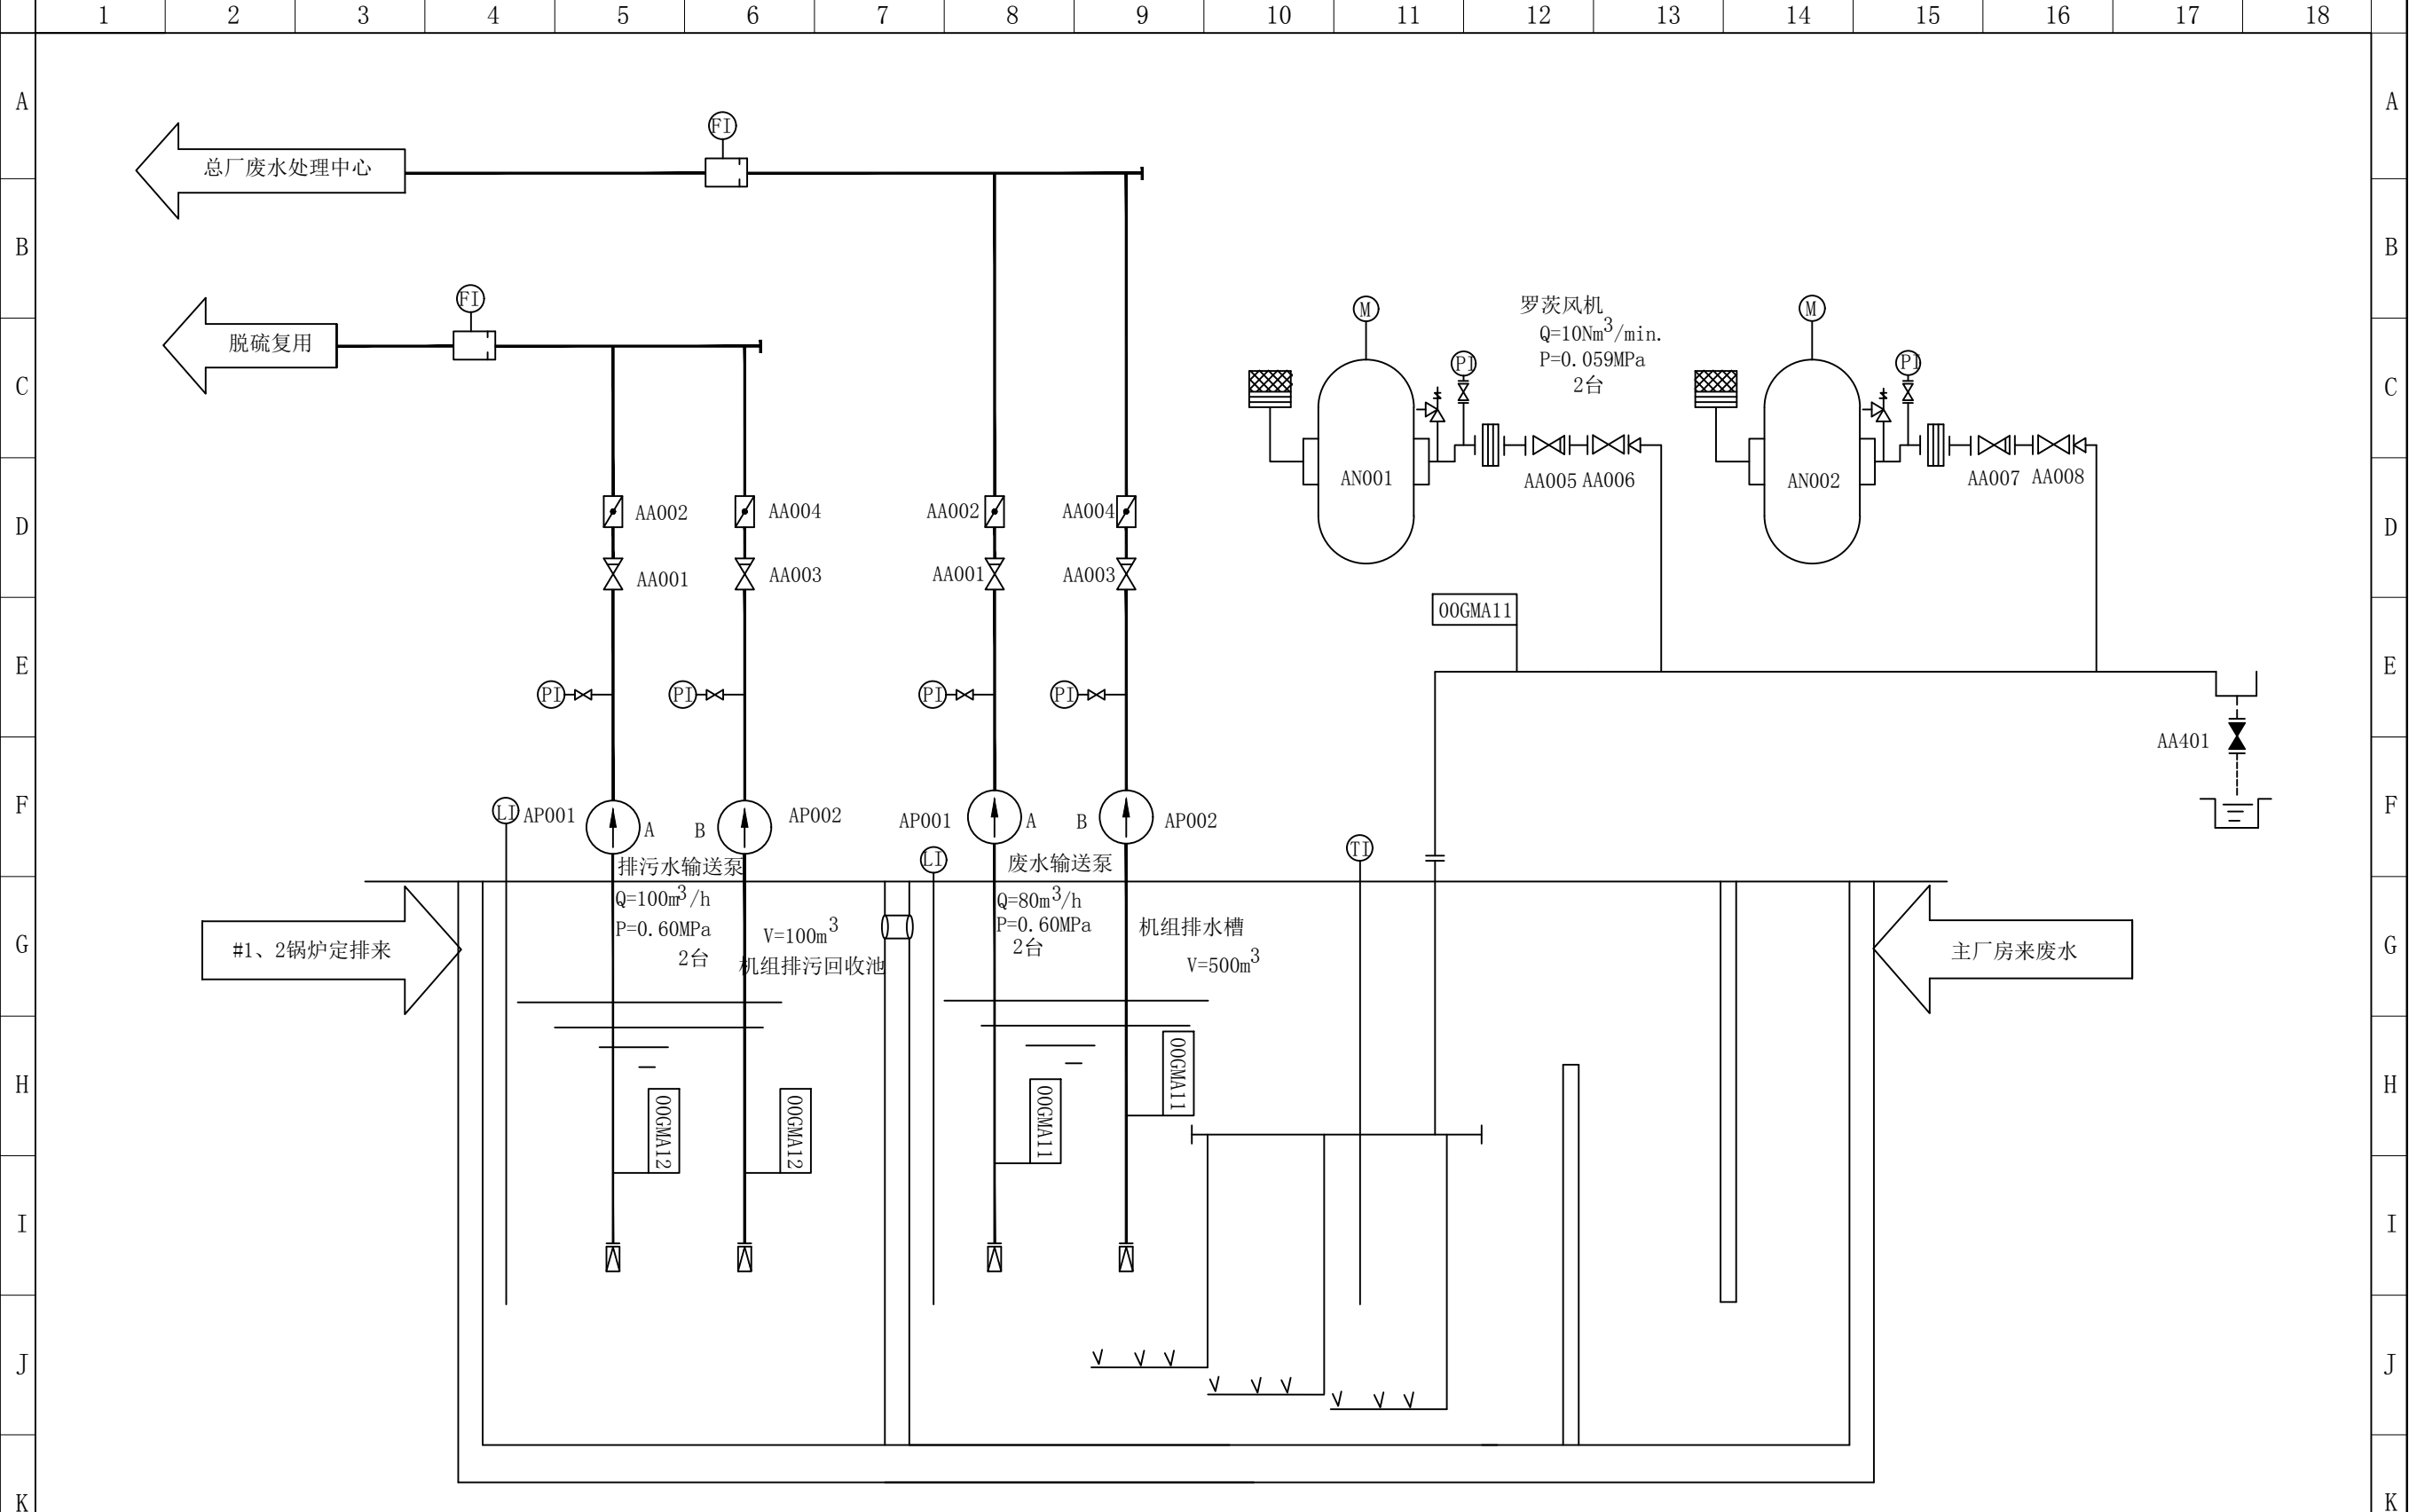 1 2 3 4 5 6 7 8 9 10 11 12 13 14 15 16 17 18
A A
FI
总厂废水处理中心
B B
FI
M
罗茨风机
M
Q=10Nm³/min.
脱硫复用
PI
P=0.059MPa
PI
C C
2台
AN001
AA005 AA006
AN002
AA007 AA008
AA002
AA004
AA002
AA004
D D
AA001
AA003
AA001
AA003
00GMA11
E E
PI
PI
PI
PI
AA401
F F
LI AP001
A
B
AP002
AP001
A
B
AP002
TI
LI
排污水输送泵
废水输送泵
Q=100m³/h
Q=80m³/h
P=0.60MPa
V=100m³
P=0.60MPa
机组排水槽
2台
机组排污回收池
2台
V=500m³
G G
#1、2锅炉定排来
主厂房来废水
H H
00GMA12
00GMA12
00GMA11
00GMA11
I I
J J
K K